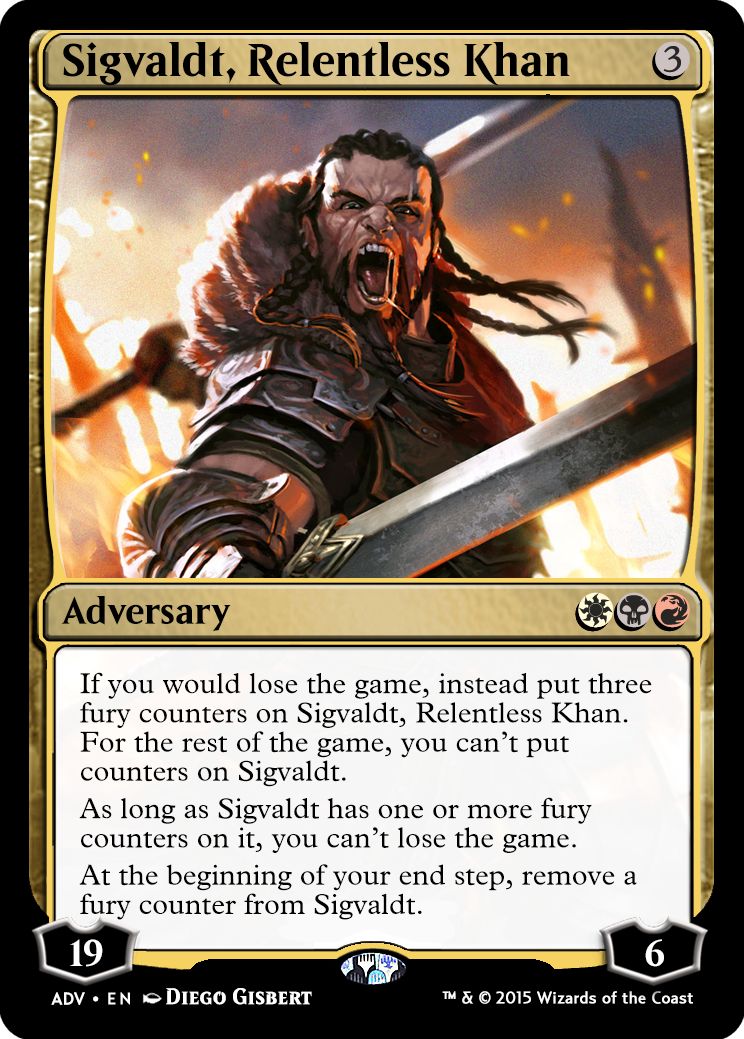 Sigvaldt, Relentless Khan
3
Adversary
If you would lose the game, instead put three
fury counters on Sigvaldt, Relentless Khan.
For the rest of the game, you can't put
counters on Sigvaldt.
As long as Sigvaldt has one or more fury
counters on it, you can't lose the game.
At the beginning of your end step, remove a
fury counter from Sigvaldt.
19
6
ADV • EN DIEGO GISBERT
™ & © 2015 Wizards of the Coast